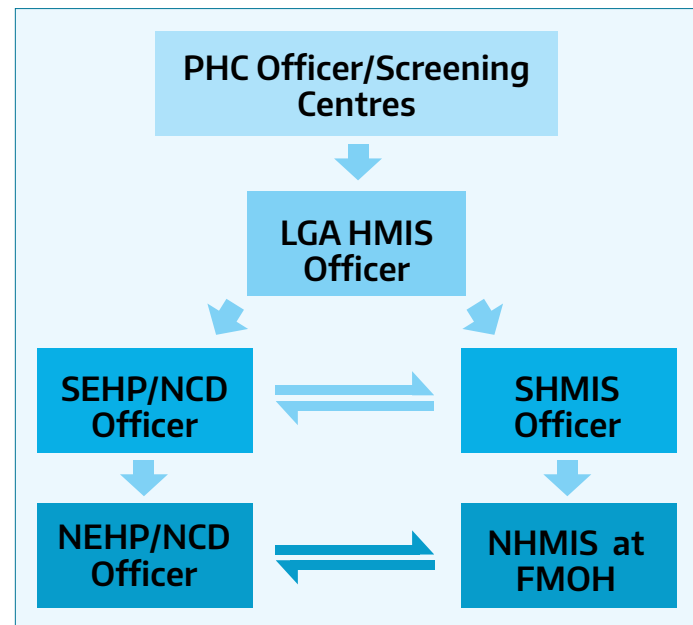 PHC Officer/Screening
Centres
LGA HMIS
Officer
SEHP/NCD
Officer
SHMIS
Officer
NEHP/NCD
Officer
NHMIS at
FMOH